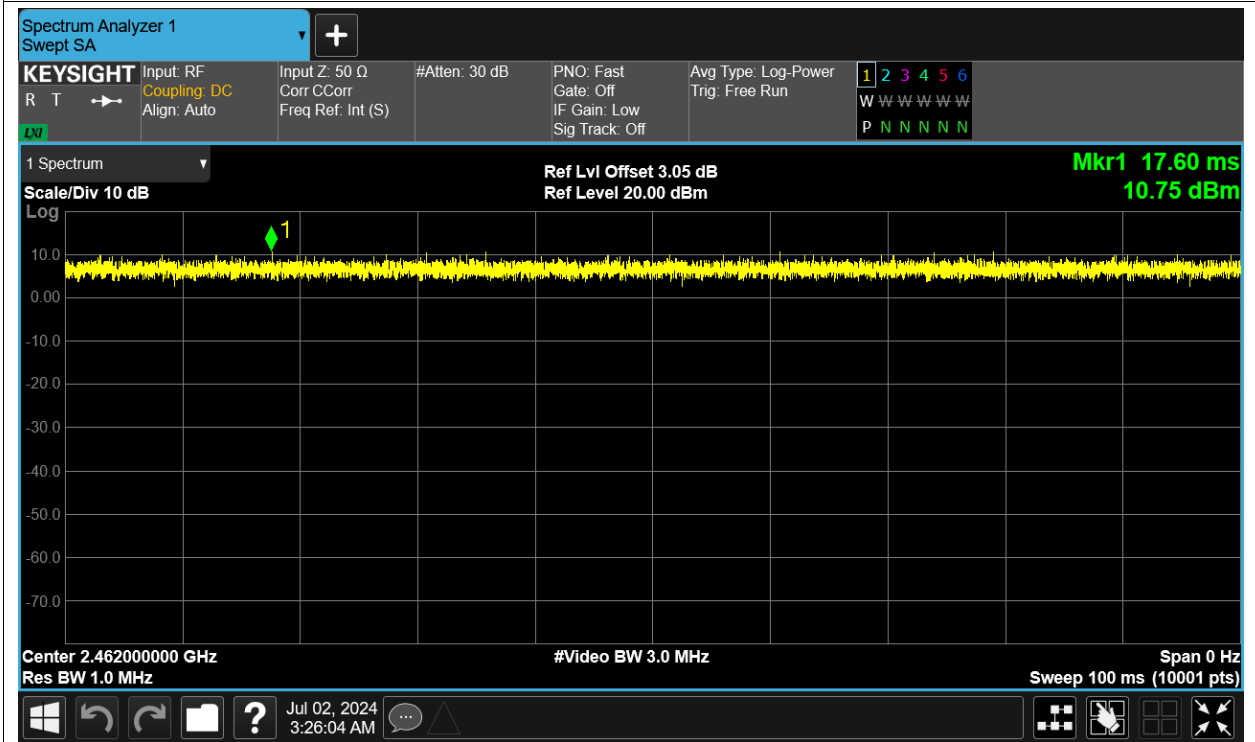 Spectrum Analyzer 1
Swept SA
+
KEYSIGHT Input: RF Input Z: 50 Ω #Atten: 30 dB PNO: Fast Avg Type: Log-Power 1 2 3 4 5 6
R T Coupling: DC Corr CCorr Gate: Off Trig: Free Run W W W W W W
Align: Auto Freq Ref: Int (S) IF Gain: Low
LXI Sig Track: Off P N N N N N
1 Spectrum Ref Lvl Offset 3.05 dB Mkr1 17.60 ms
Scale/Div 10 dB Ref Level 20.00 dBm 10.75 dBm
Log
1
10.0
0.00
-10.0
-20.0
-30.0
-40.0
-50.0
-60.0
-70.0
Center 2.462000000 GHz #Video BW 3.0 MHz Span 0 Hz
Res BW 1.0 MHz Sweep 100 ms (10001 pts)
? Jul 02, 2024
3:26:04 AM